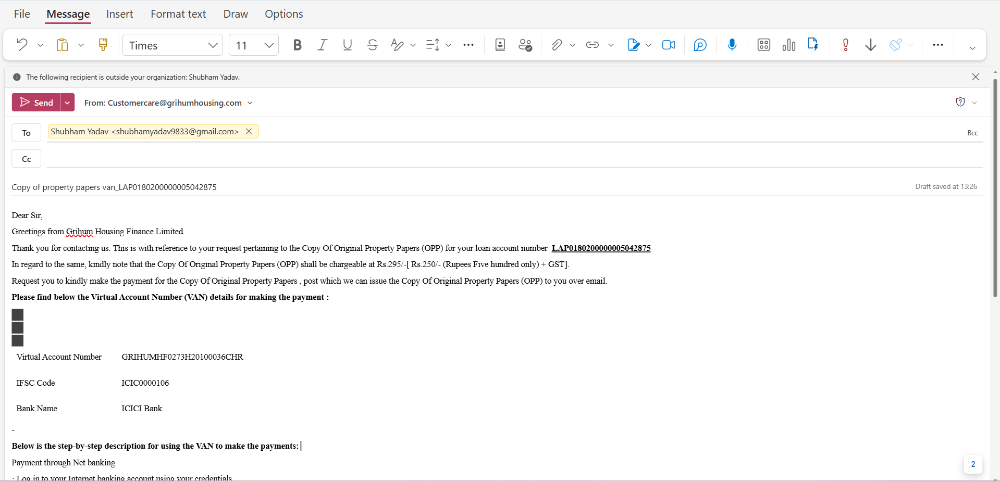 File Message Insert Format text Draw Options
Times 11
The following recipient is outside your organization: Shubham Yadav.
Send From: Customercare@grihumhousing.com
To Shubham Yadav <shubhamyadav9833@gmail.com> Bcc
Cc
Copy of property papers van_LAP0180200000005042875 Draft saved at 13:26
Dear Sir,
Greetings from Grihum Housing Finance Limited.
Thank you for contacting us. This is with reference to your request pertaining to the Copy Of Original Property Papers (OPP) for your loan account number LAP0180200000005042875
In regard to the same, kindly note that the Copy Of Original Property Papers (OPP) shall be chargeable at Rs.295/-[ Rs.250/- (Rupees Five hundred only) + GST].
Request you to kindly make the payment for the Copy Of Original Property Papers , post which we can issue the Copy Of Original Property Papers (OPP) to you over email.
Please find below the Virtual Account Number (VAN) details for making the payment :
Virtual Account Number GRIHUMHF0273H20100036CHR
IFSC Code ICIC0000106
Bank Name ICICI Bank
-
Below is the step-by-step description for using the VAN to make the payments:
Payment through Net banking
2
· Log in to your Internet banking account using your credentials